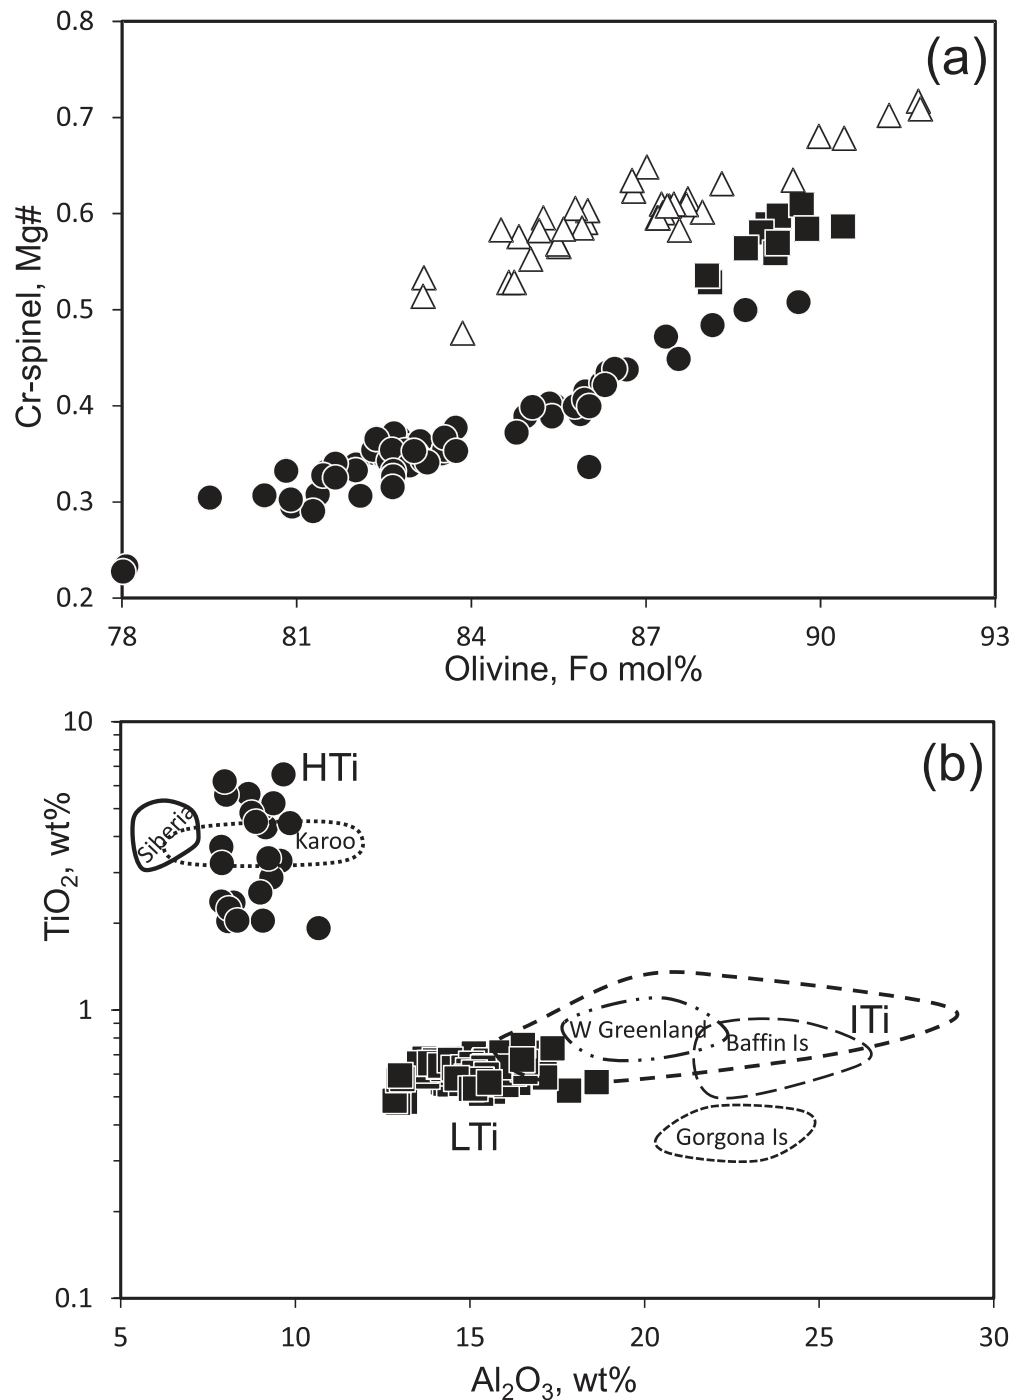 (a)
0.8
0.7
0.6
0.5
0.4
0.3
0.2
Cr-spinel, Mg#
78 81 84 87 90 93
Olivine, Fo mol%
(b)
10
1
0.1
TiO₂, wt%
HTi
Siberia
Karoo
ITi
W Greenland
Baffin Is
LTi
Gorgona Is
5 10 15 20 25 30
Al₂O₃, wt%